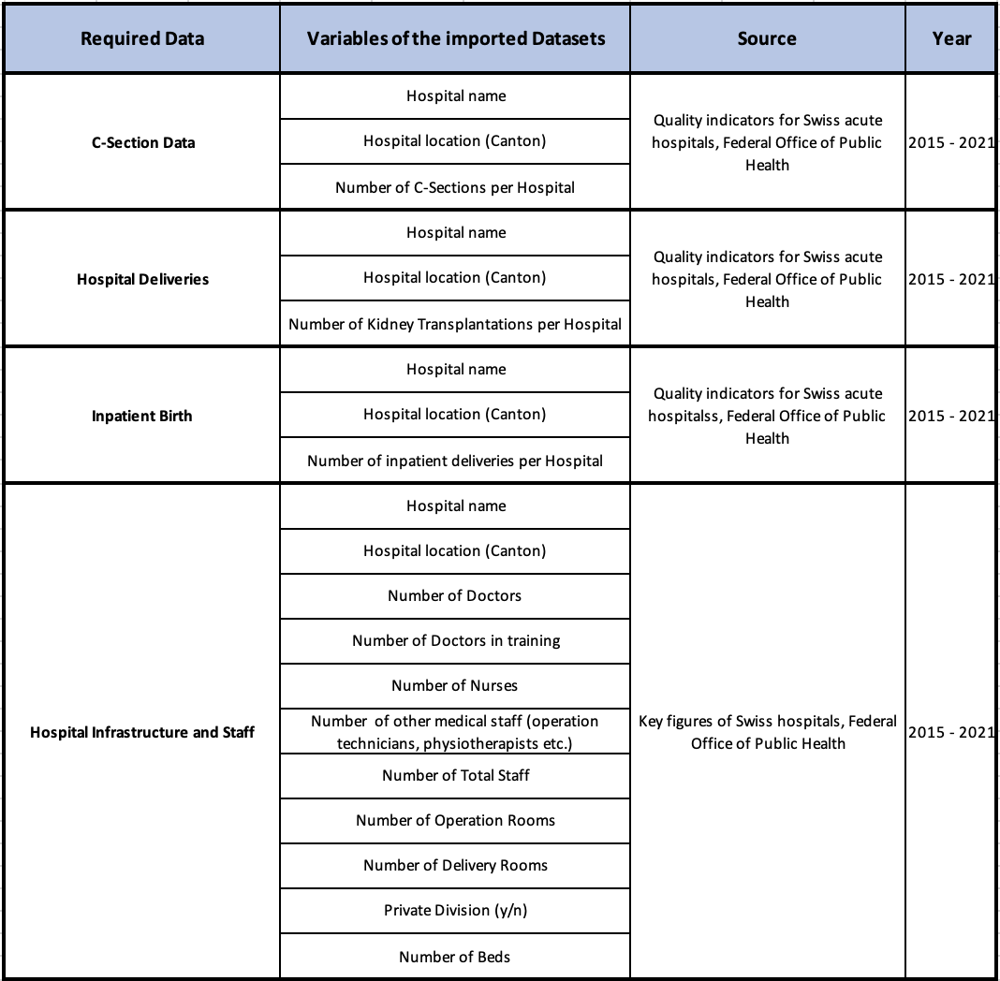 Required Data
Variables of the imported Datasets
Source
Year
C-Section Data
Hospital name
Hospital location (Canton)
Number of C-Sections per Hospital
Quality indicators for Swiss acute
hospitals, Federal Office of Public
Health
2015 - 2021
Hospital Deliveries
Hospital name
Hospital location (Canton)
Number of Kidney Transplantations per Hospital
Quality indicators for Swiss acute
hospitals, Federal Office of Public
Health
2015 - 2021
Inpatient Birth
Hospital name
Hospital location (Canton)
Number of inpatient deliveries per Hospital
Quality indicators for Swiss acute
hospitalss, Federal Office of Public
Health
2015 - 2021
Hospital Infrastructure and Staff
Hospital name
Hospital location (Canton)
Number of Doctors
Number of Doctors in training
Number of Nurses
Number  of other medical staff (operation
technicians, physiotherapists etc.)
Number of Total Staff
Number of Operation Rooms
Number of Delivery Rooms
Private Division (y/n)
Number of Beds
Key figures of Swiss hospitals, Federal
Office of Public Health
2015 - 2021